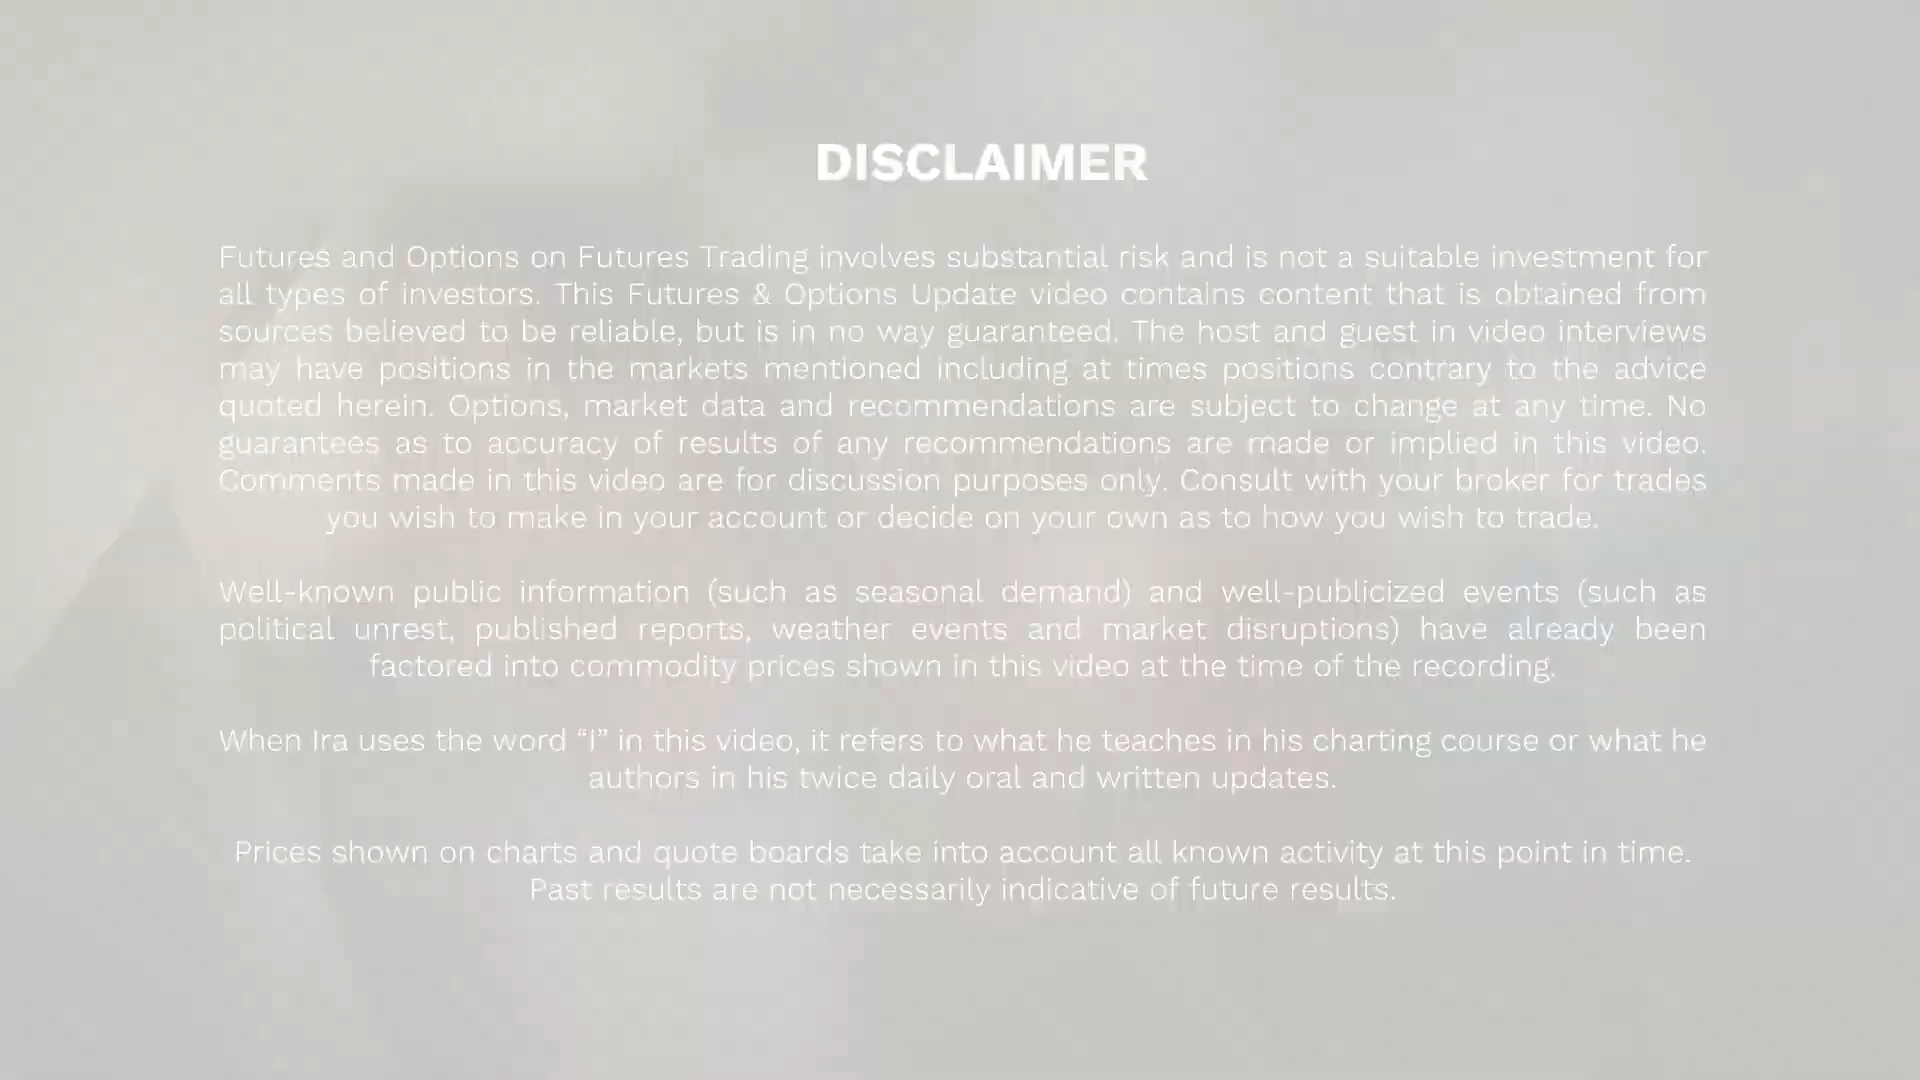 DISCLAIMER
Futures and Options on Futures Trading involves substantial risk and is not a suitable investment for
all types of investors. This Futures & Options Update video contains content that is obtained from
sources believed to be reliable, but is in no way guaranteed. The host and guest in video interviews
may have positions in the markets mentioned including at times positions contrary to the advice
quoted herein. Options, market data and recommendations are subject to change at any time. No
guarantees as to accuracy of results of any recommendations are made or implied in this video.
Comments made in this video are for discussion purposes only. Consult with your broker for trades
you wish to make in your account or decide on your own as to how you wish to trade.
Well-known public information (such as seasonal demand) and well-publicized events (such as
political unrest, published reports, weather events and market disruptions) have already been
factored into commodity prices shown in this video at the time of the recording.
When Ira uses the word “I” in this video, it refers to what he teaches in his charting course or what he
authors in his twice daily oral and written updates.
Prices shown on charts and quote boards take into account all known activity at this point in time.
Past results are not necessarily indicative of future results.